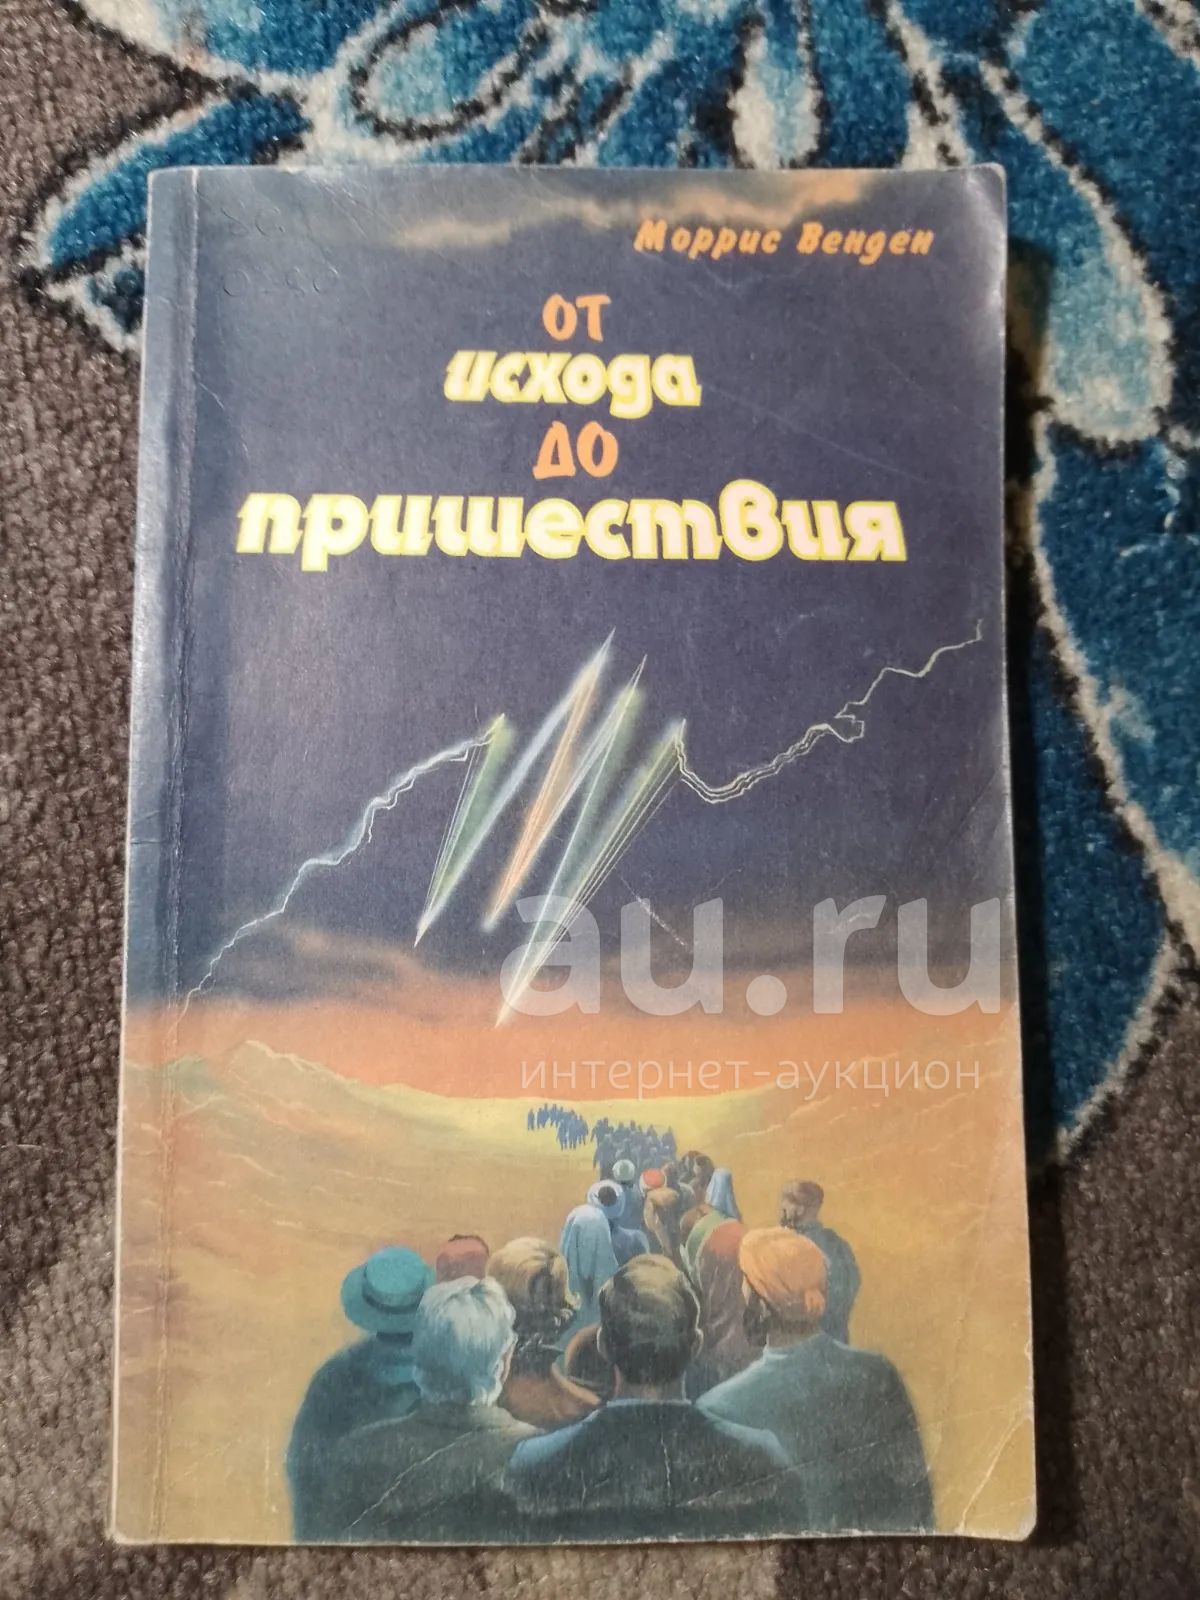 Моррис Венден
от
исхода
до
пришествия
au.ru
интернет-аукцион